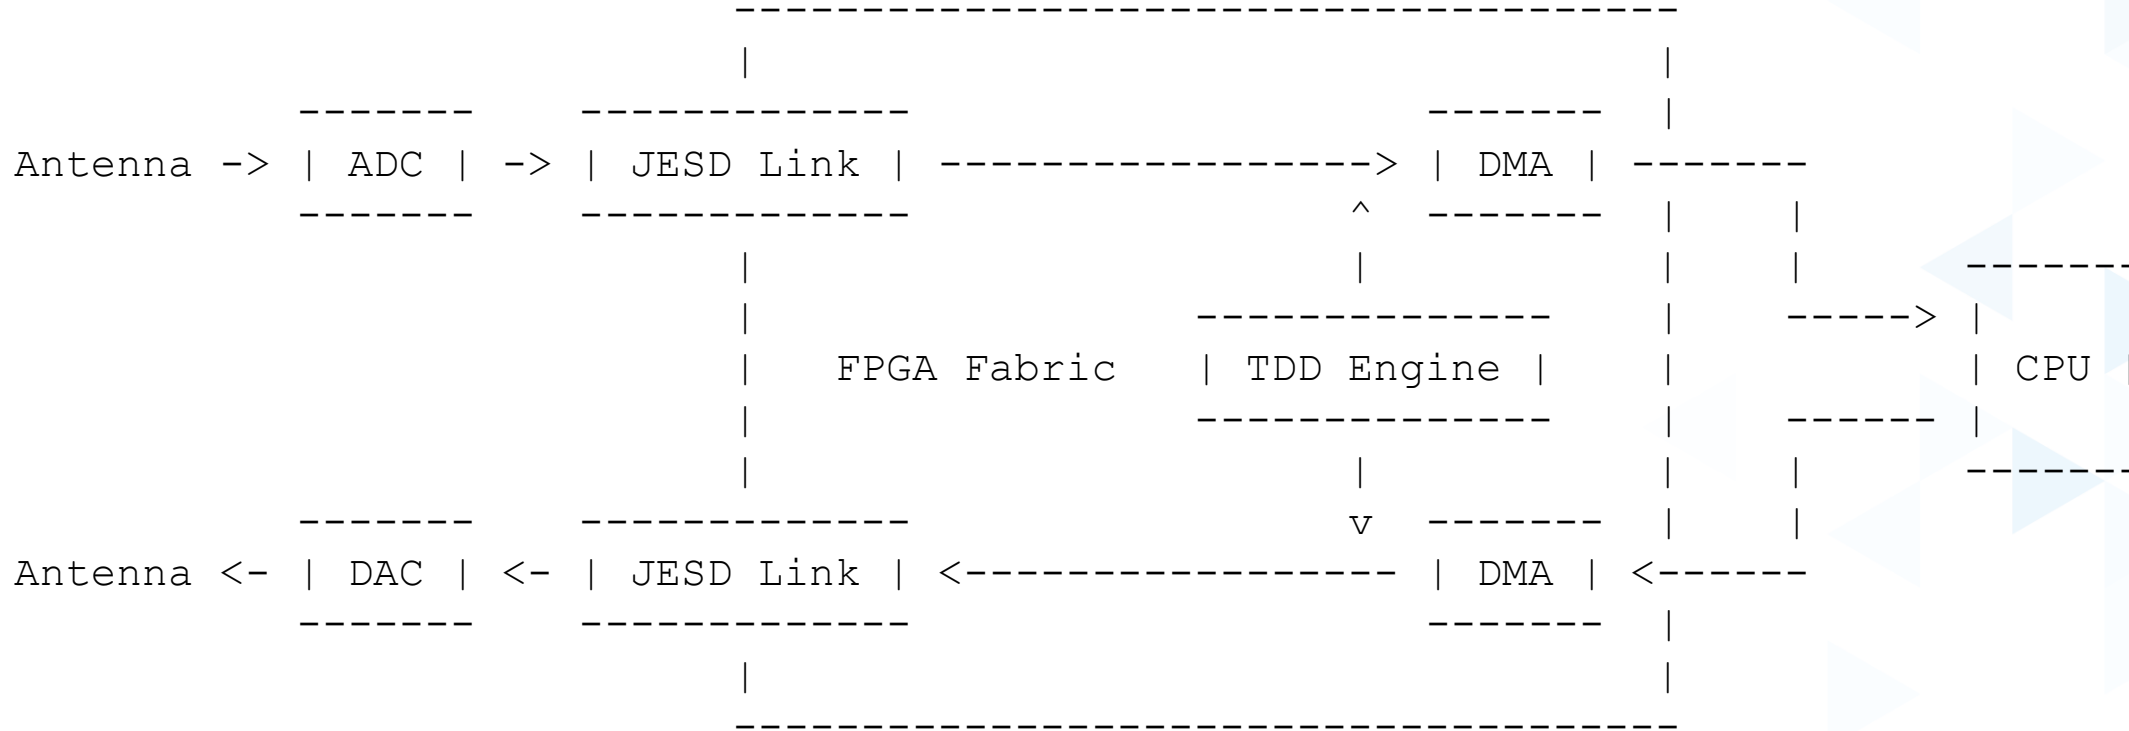 -------------------------------------
| |
------- ------------- ------- |
Antenna -> | ADC | -> | JESD Link | -----------------> | DMA | -------
------- ------------- ^ ------- | |
| | | | -------
| -------------- | -----> |
| FPGA Fabric | TDD Engine | | | CPU |
| -------------- | ------ |
| | | | -------
------- ------------- v ------- | |
Antenna <- | DAC | <- | JESD Link | <----------------- | DMA | <------
------- ------------- ------- |
| |
-------------------------------------